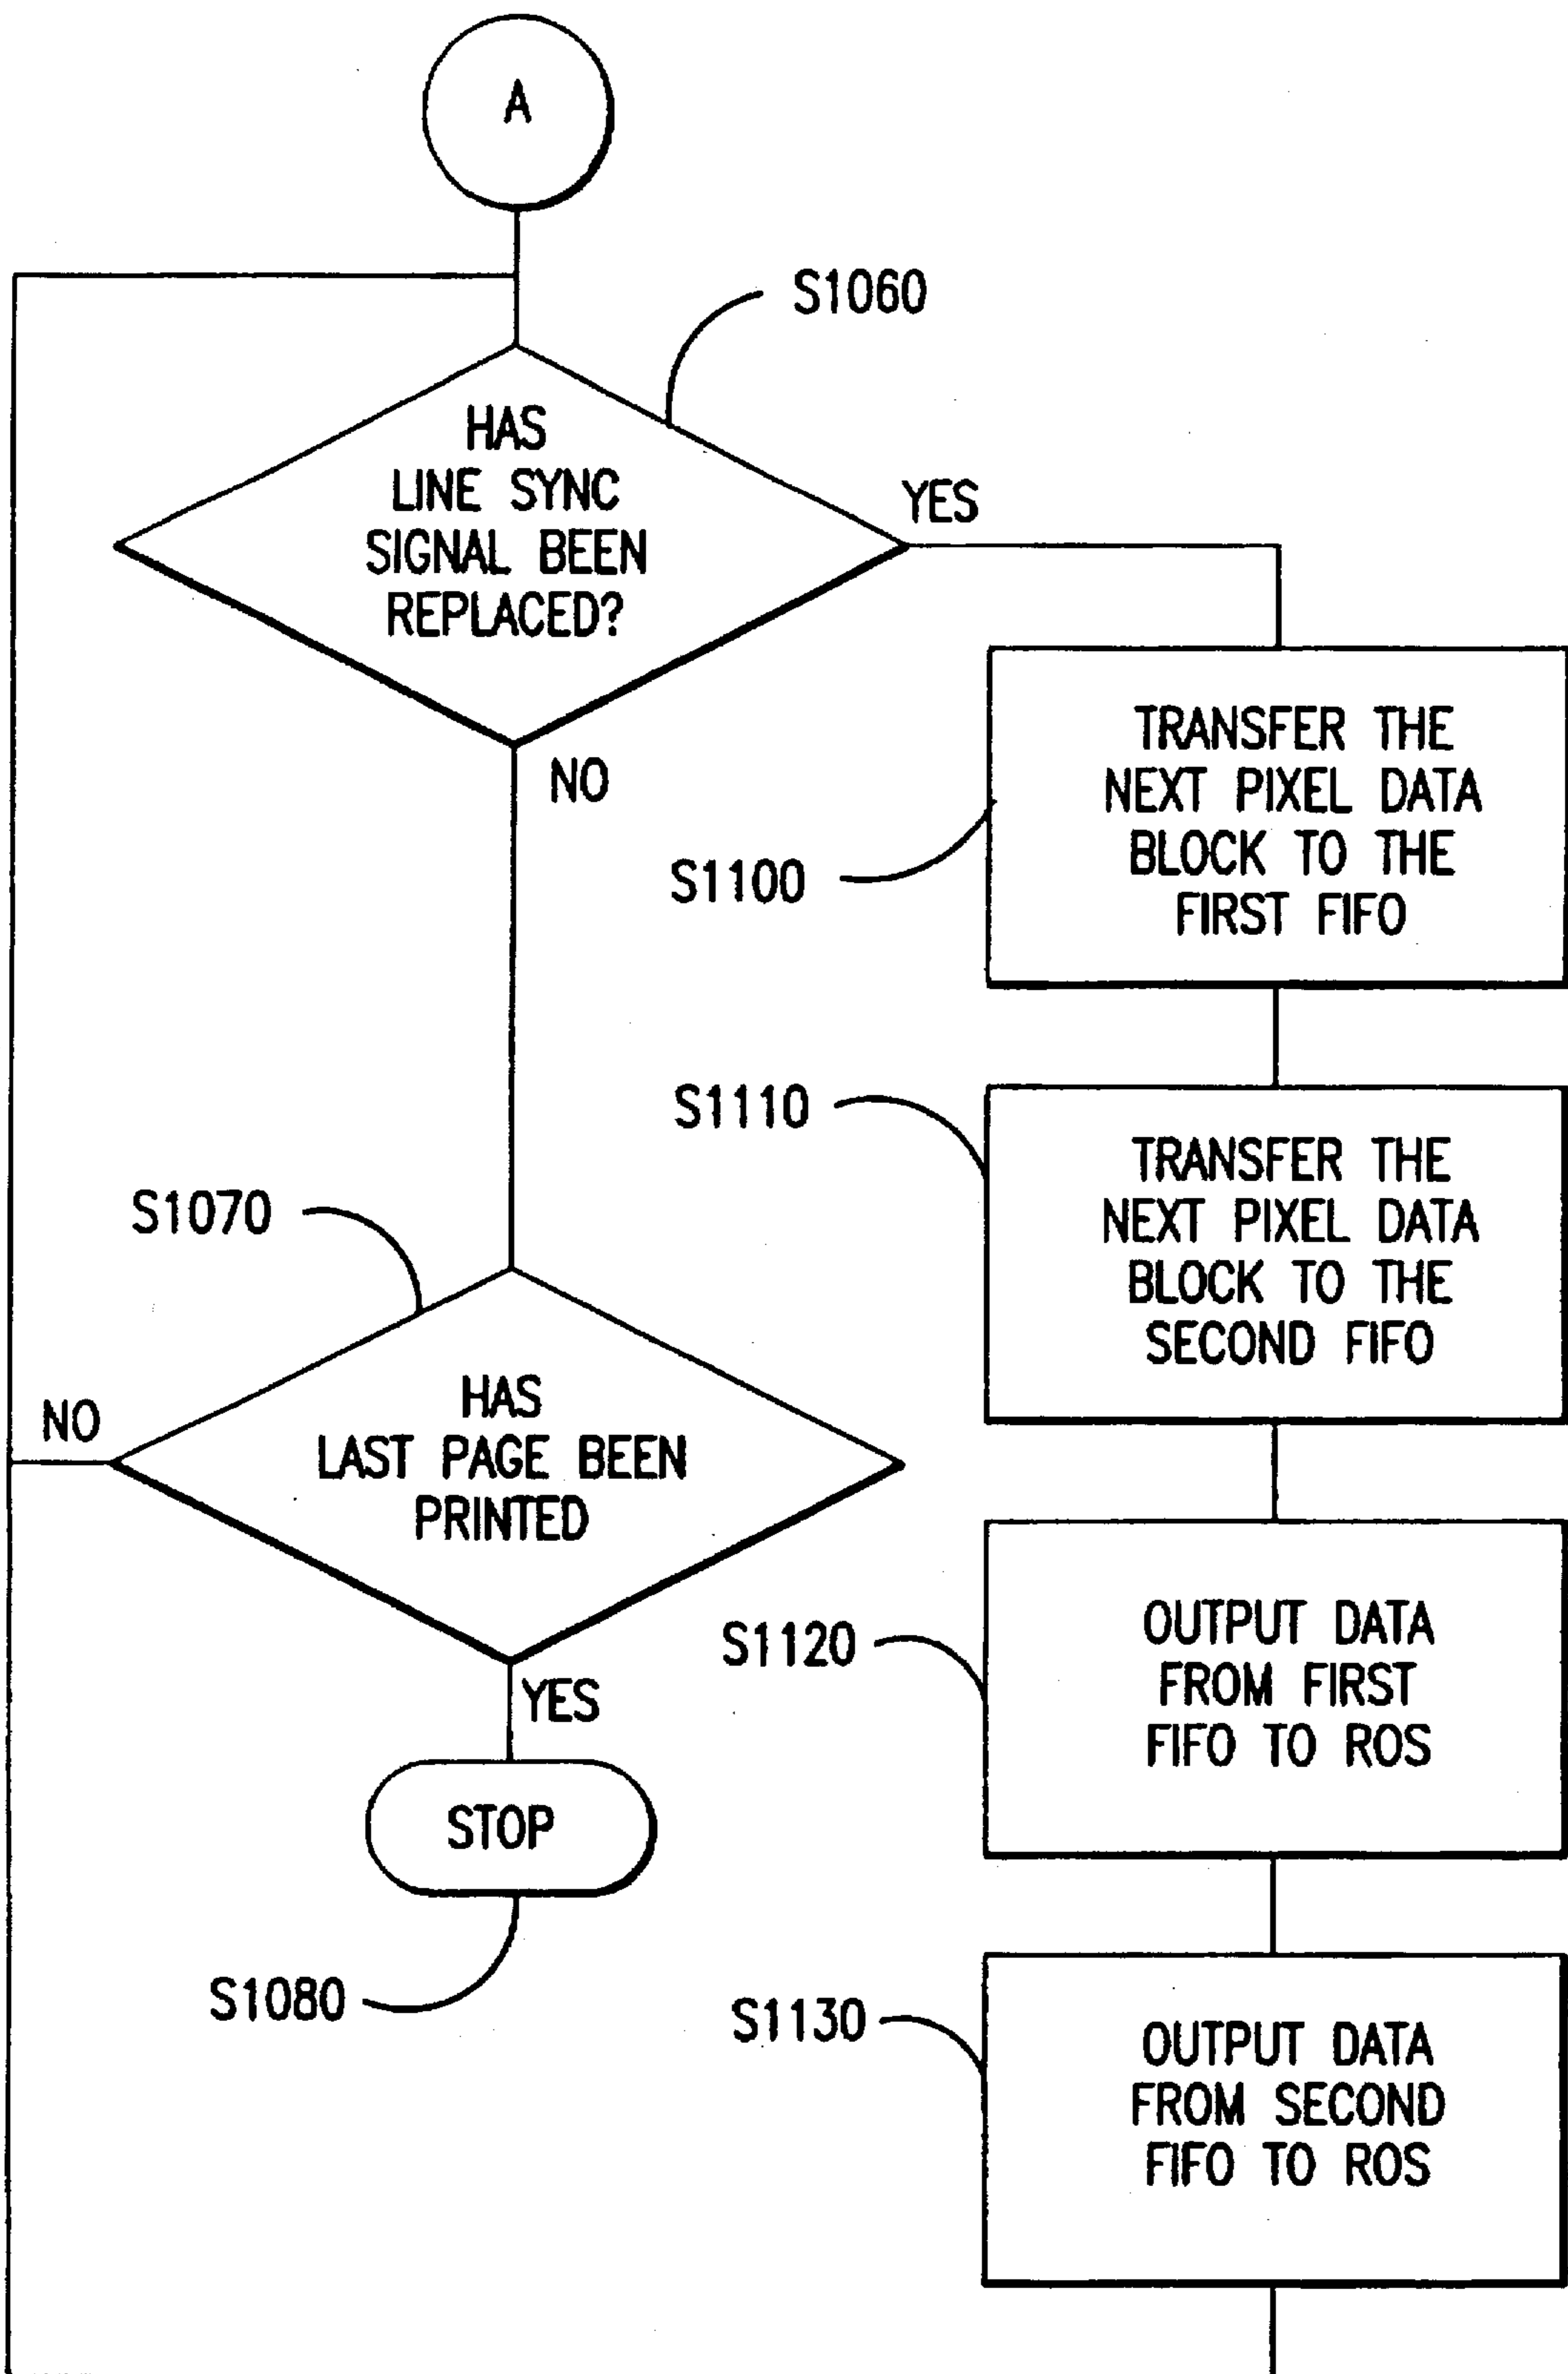 A
S1060
HAS
LINE SYNC
SIGNAL BEEN
REPLACED?
YES
NO
TRANSFER THE
NEXT PIXEL DATA
BLOCK TO THE
FIRST FIFO
S1100
S1110
TRANSFER THE
NEXT PIXEL DATA
BLOCK TO THE
SECOND FIFO
S1070
HAS
LAST PAGE BEEN
PRINTED
NO
YES
S1120
OUTPUT DATA
FROM FIRST
FIFO TO ROS
STOP
S1080
S1130
OUTPUT DATA
FROM SECOND
FIFO TO ROS